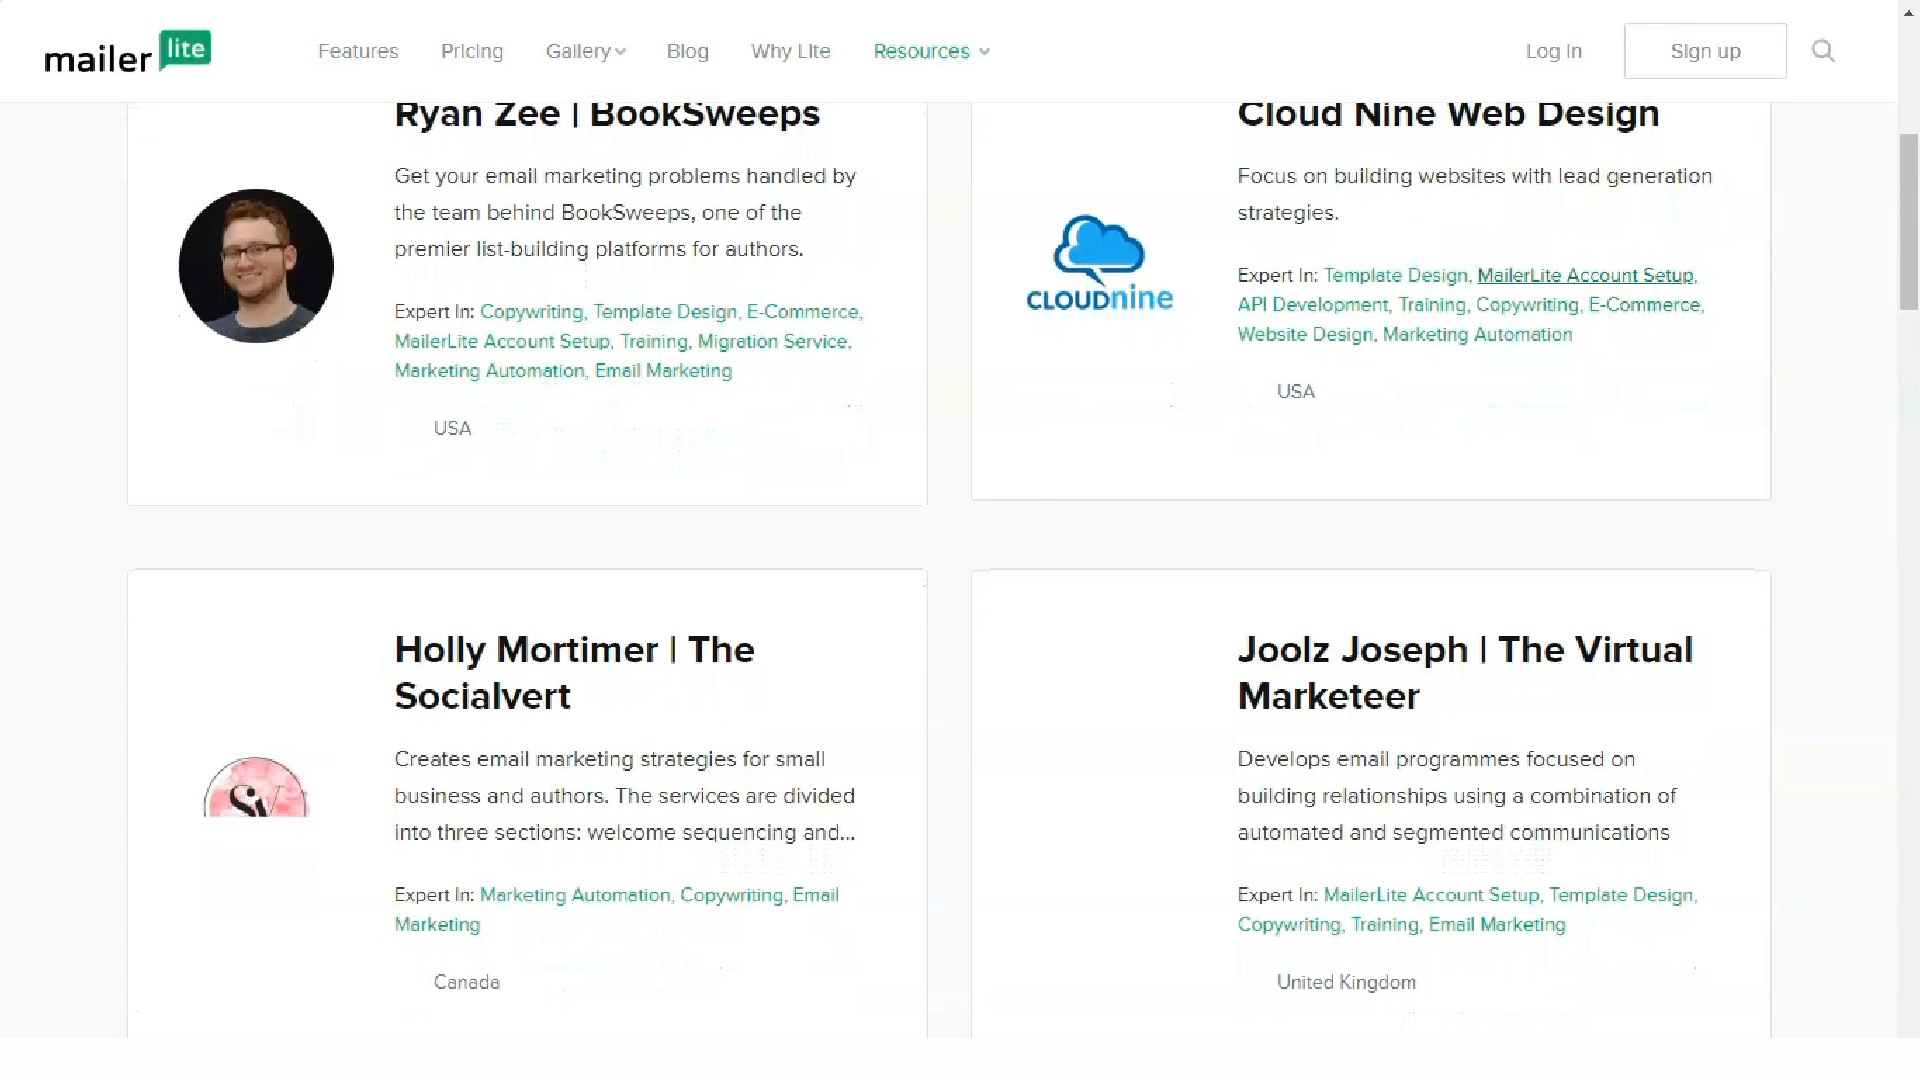 mailer lite
Features Pricing Gallery Blog Why Lite Resources Log in Sign up
Ryan Zee | BookSweeps
Get your email marketing problems handled by
the team behind BookSweeps, one of the
premier list-building platforms for authors.
Expert In: Copywriting, Template Design, E-Commerce,
MailerLite Account Setup, Training, Migration Service,
Marketing Automation, Email Marketing
USA
Cloud Nine Web Design
CLOUDnine
Focus on building websites with lead generation
strategies.
Expert In: Template Design, MailerLite Account Setup,
API Development, Training, Copywriting, E-Commerce,
Website Design, Marketing Automation
USA
Holly Mortimer | The
Socialvert
SV
Creates email marketing strategies for small
business and authors. The services are divided
into three sections: welcome sequencing and...
Expert In: Marketing Automation, Copywriting, Email
Marketing
Canada
Joolz Joseph | The Virtual
Marketeer
Develops email programmes focused on
building relationships using a combination of
automated and segmented communications
Expert In: MailerLite Account Setup, Template Design,
Copywriting, Training, Email Marketing
United Kingdom